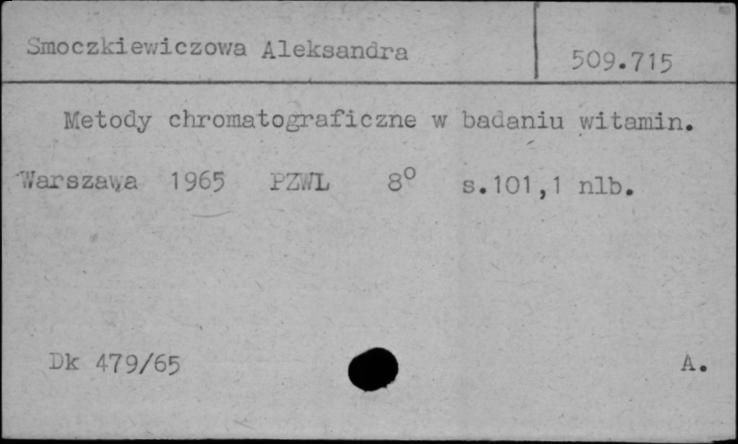 Smoczkiewiczowa Aleksandra
509.715
Metody chromatograficzne w badaniu witamin.
Warszawa 1965 PZWL 8° s.101,1 nlb.
Dk 479/65
A.